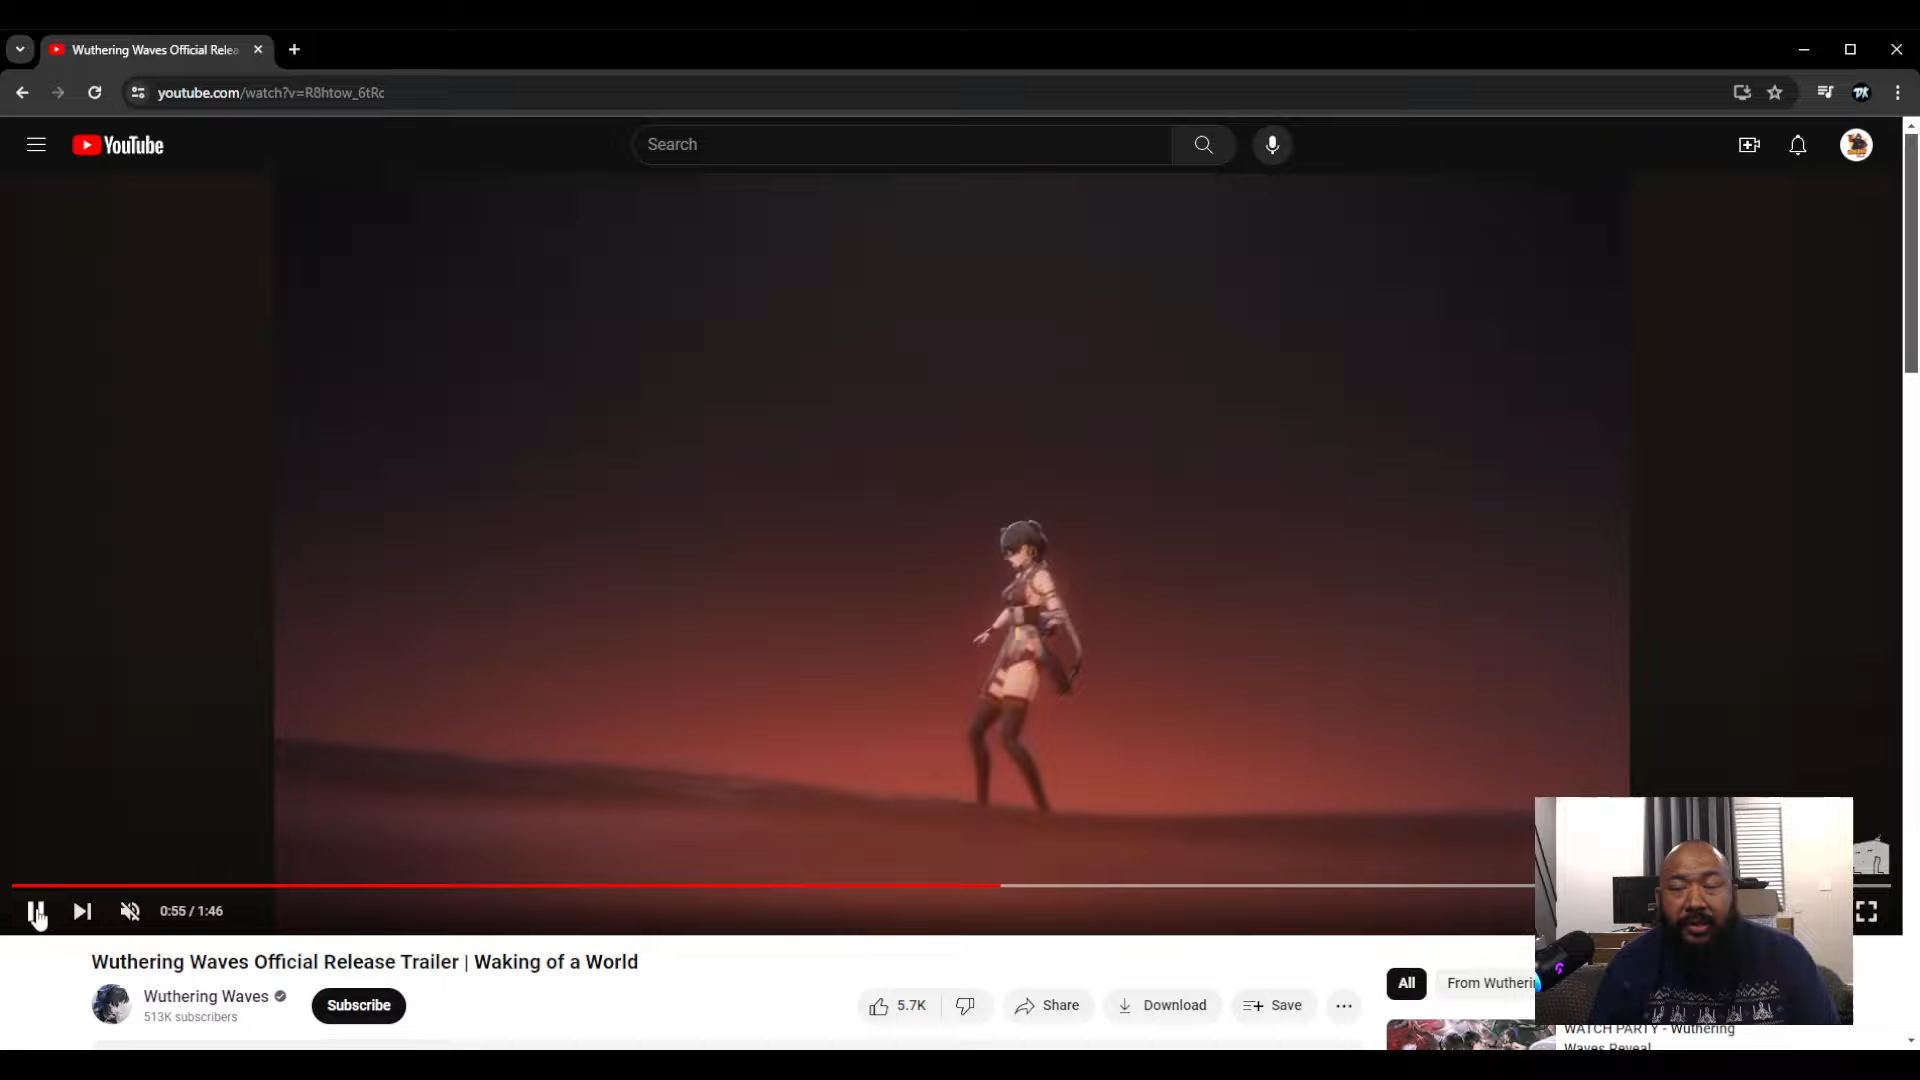 Wuthering Waves Official Relea
youtube.com/watch?v=R8htow_6tRc
DK
YouTube
Search
0:55 / 1:46
Wuthering Waves Official Release Trailer | Waking of a World
Wuthering Waves
513K subscribers
Subscribe
5.7K
Share
Download
Save
All
From Wutheri
WATCH PARTY - Wuthering
Waves Reveal